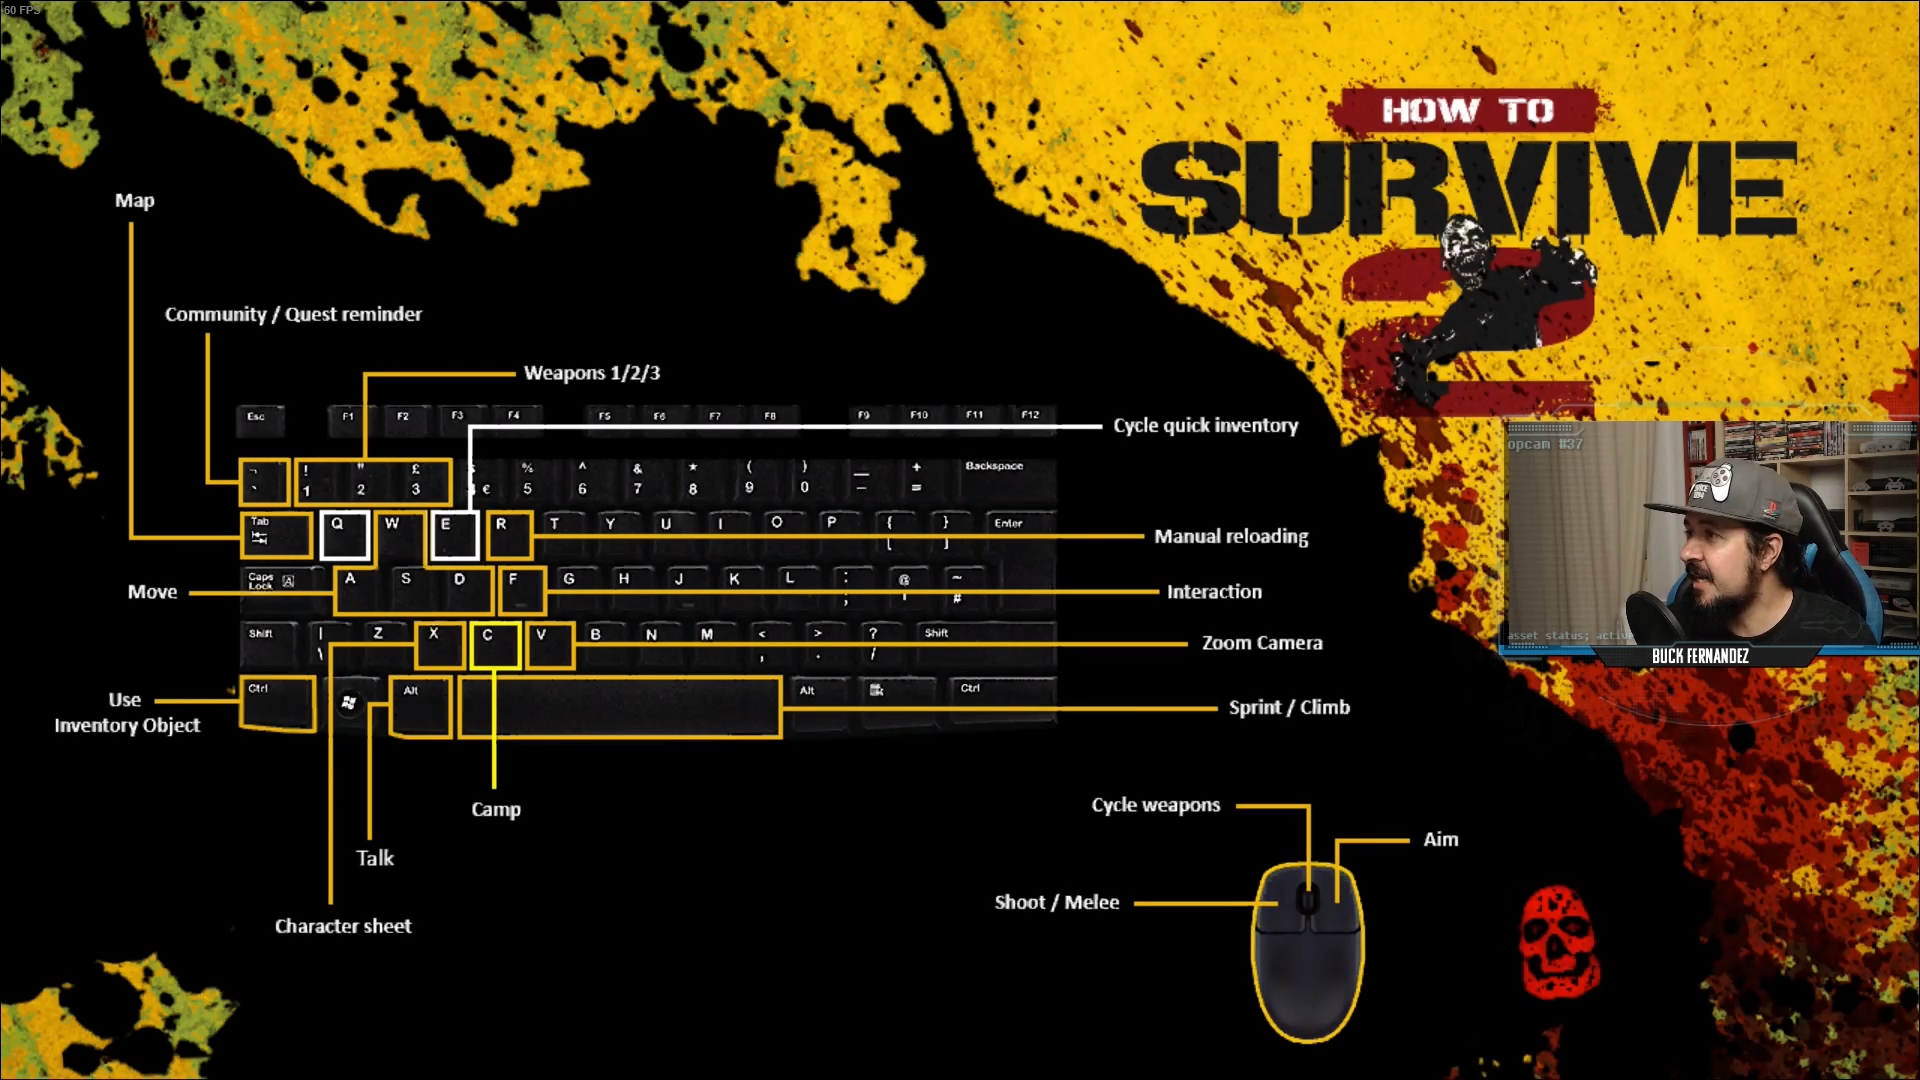 60 FPS
HOW TO
SURVIVE
2
Map
Community / Quest reminder
Weapons 1/2/3
Cycle quick inventory
Manual reloading
Move
Interaction
Zoom Camera
Use
Inventory Object
Sprint / Climb
Camp
Talk
Character sheet
Cycle weapons
Aim
Shoot / Melee
Esc F1 F2 F3 F4 F5 F6 F7 F8 F9 F10 F11 F12
¬ ! " £ % ^ & * ( ) — + Backspace
` 1 2 3 € 5 6 7 8 9 0 – =
Tab Q W E R T Y U I O P { } Enter
[ ]
Caps Lock A A S D F G H J K L : @ ~
; ' #
Shift | Z X C V B N M < > ? Shift
\ , . /
Ctrl Alt Alt Ctrl
opcam #37
asset status; active
BUCK FERNANDEZ